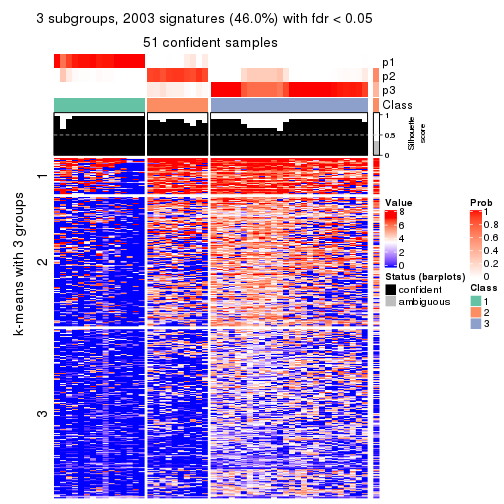 3 subgroups, 2003 signatures (46.0%) with fdr < 0.05
51 confident samples
p1
p2
p3
Class
1
0.5
0
Silhouette
score
k-means with 3 groups
1
2
3
Value
8
6
4
2
0
Status (barplots)
confident
ambiguous
Prob
1
0.8
0.6
0.4
0.2
0
Class
1
2
3